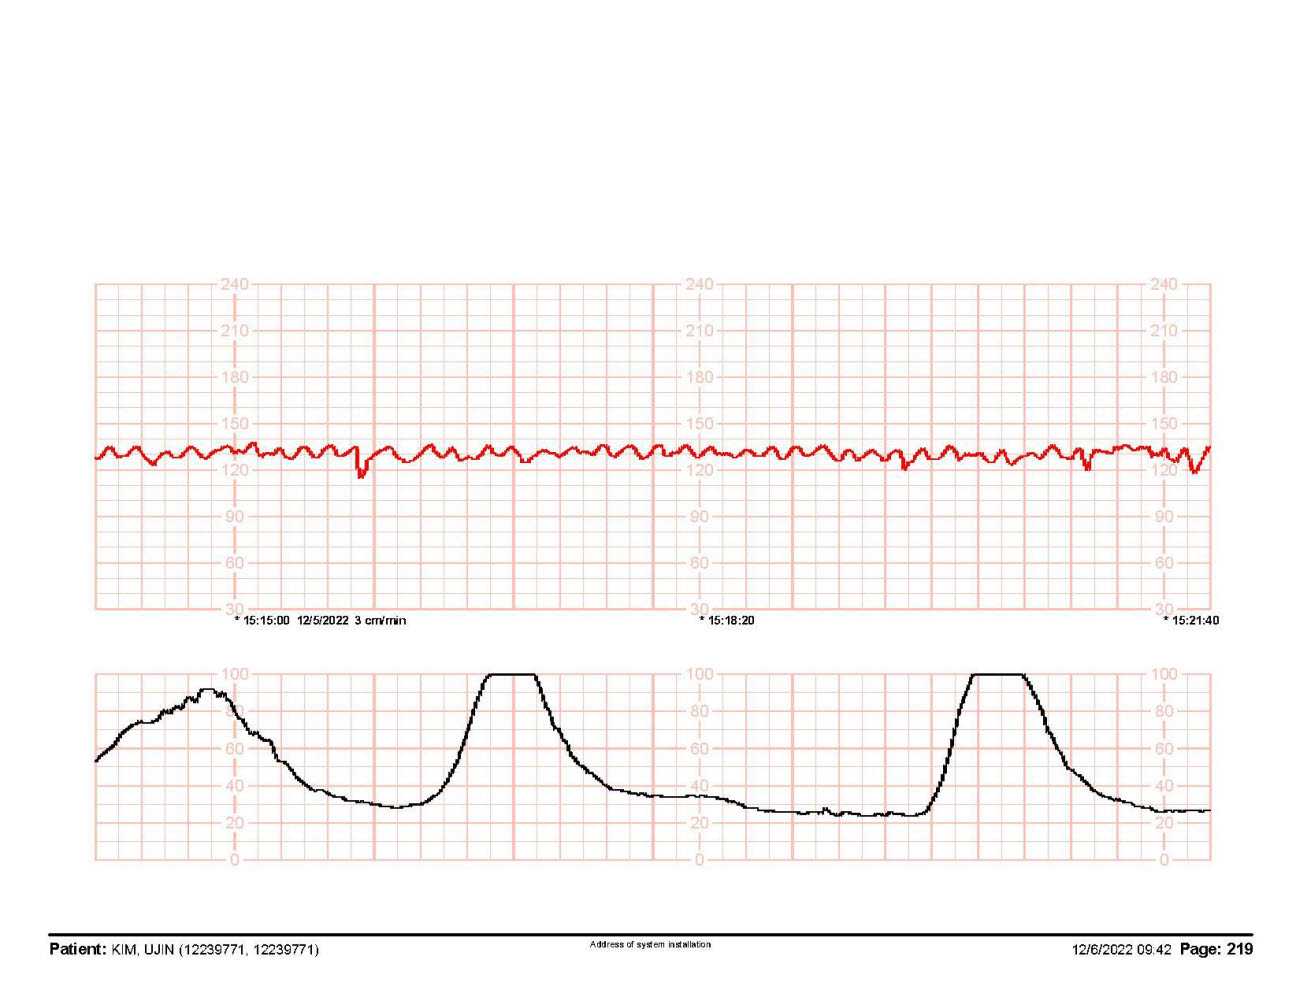 240 240 240
210 210 210
180 180 180
150 150 150
120 120 120
90 90 90
60 60 60
30 30 30
* 15:15:00 12/5/2022 3 cm/min * 15:18:20 * 15:21:40
100 100 100
80 80 80
60 60 60
40 40 40
20 20 20
0 0 0
Patient: KIM, UJIN (12239771, 12239771) Address of system installation 12/6/2022 09:42 Page: 219